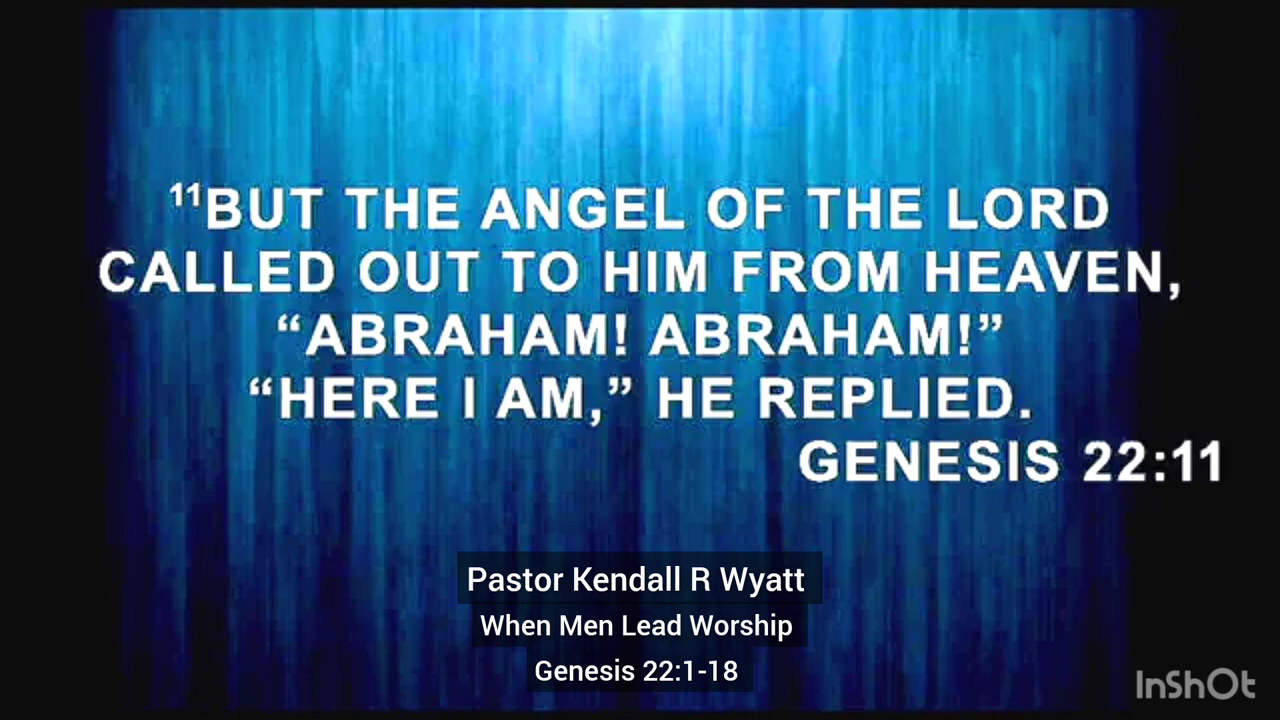 ¹¹BUT THE ANGEL OF THE LORD
CALLED OUT TO HIM FROM HEAVEN,
“ABRAHAM! ABRAHAM!”
“HERE I AM,” HE REPLIED.
GENESIS 22:11
Pastor Kendall R Wyatt
When Men Lead Worship
Genesis 22:1-18
InShOt